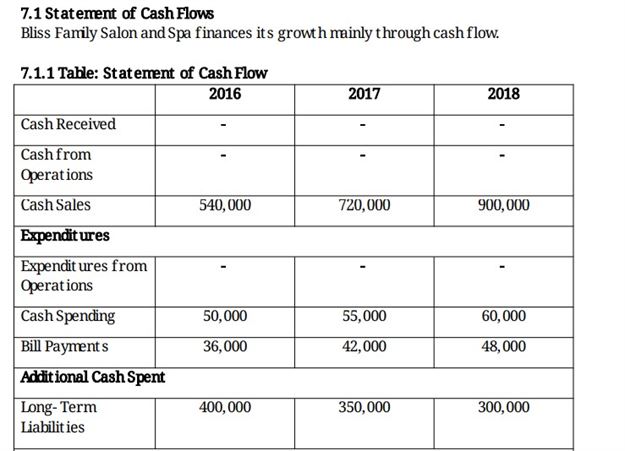 7.1 Statement of Cash Flows
Bliss Family Salon and Spa finances its growth mainly through cash flow.
7.1.1 Table: Statement of Cash Flow
2016 2017 2018
Cash Received - - -
Cash from
Operations - - -
Cash Sales 540,000 720,000 900,000
Expenditures
Expenditures from
Operations - - -
Cash Spending 50,000 55,000 60,000
Bill Payments 36,000 42,000 48,000
Additional Cash Spent
Long-Term
Liabilities 400,000 350,000 300,000